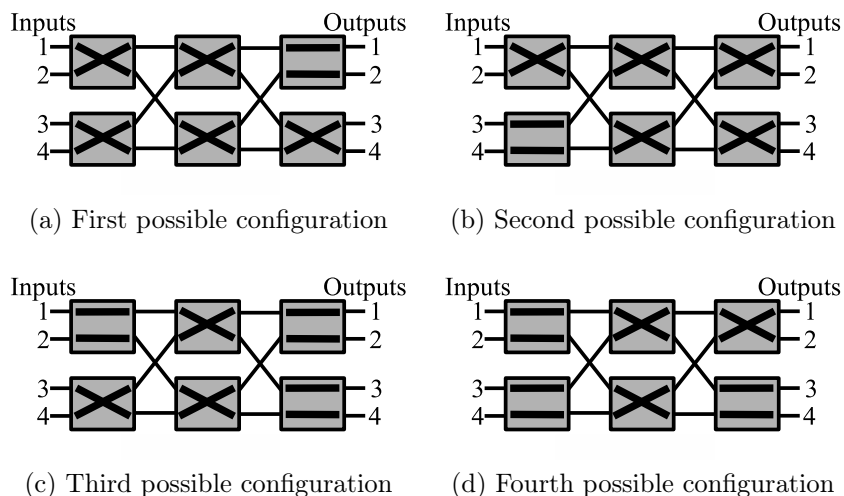 Inputs Outputs Inputs Outputs
1 1 1 1
2 2 2 2
3 3 3 3
4 4 4 4
(a) First possible configuration (b) Second possible configuration
Inputs Outputs Inputs Outputs
1 1 1 1
2 2 2 2
3 3 3 3
4 4 4 4
(c) Third possible configuration (d) Fourth possible configuration